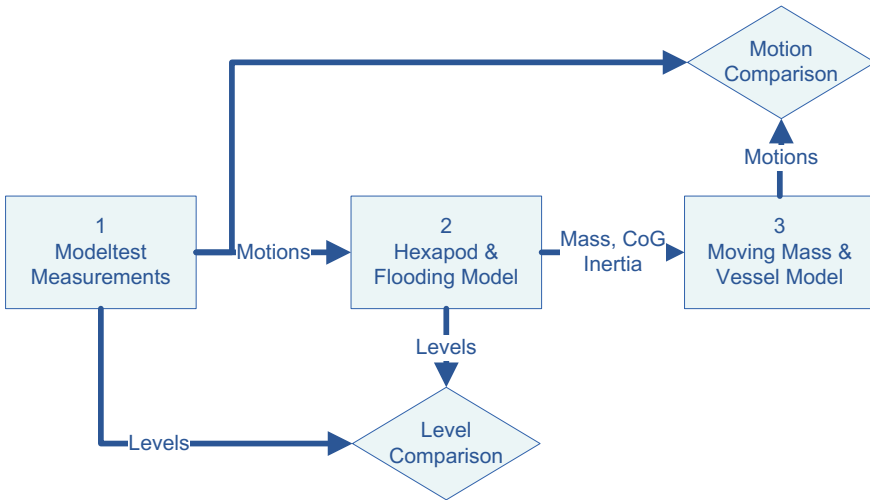 Motion
Comparison
Motions
1
Modeltest
Measurements
Motions
2
Hexapod &
Flooding Model
Mass, CoG
Inertia
3
Moving Mass &
Vessel Model
Levels
Levels
Level
Comparison